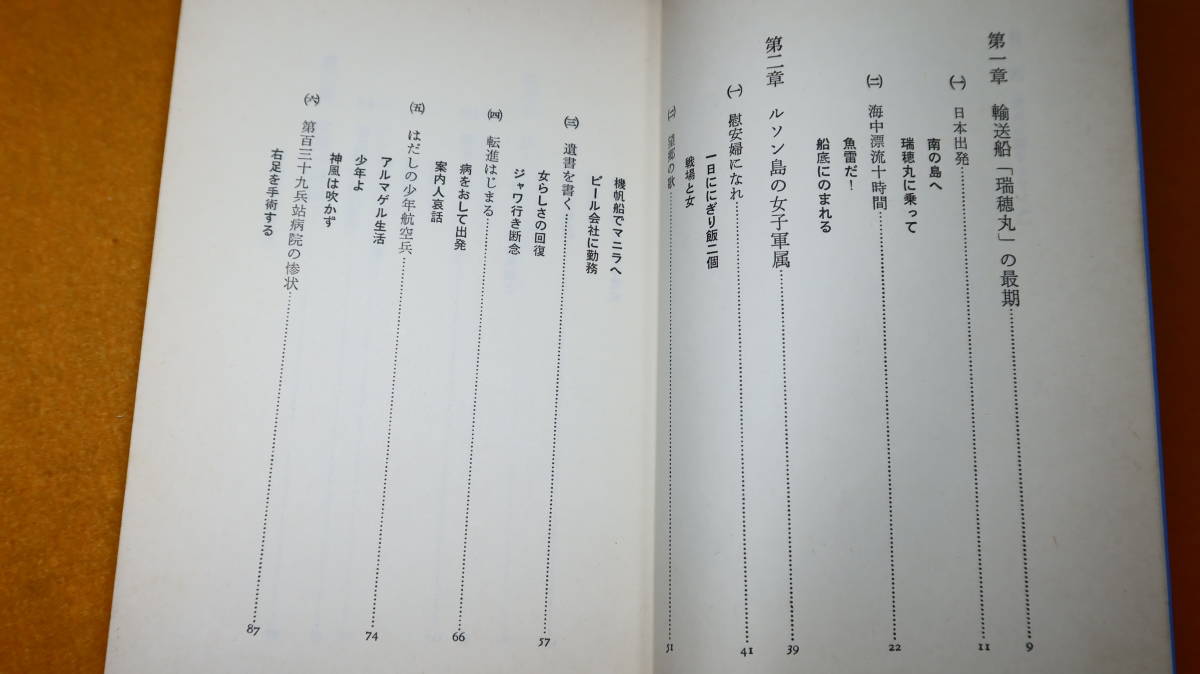 第一章 輸送船「瑞穂丸」の最期……9
㈠ 日本出発……11
南の島へ
瑞穂丸に乗って
㈡ 海中漂流十時間……22
魚雷だ！
船底にのまれる
第二章 ルソン島の女子軍属……39
㈠ 慰安婦になれ……41
一日ににぎり飯二個
戦場と女
㈡ 望郷の歌……51
機帆船でマニラへ
ビール会社に勤務
㈢ 遺書を書く……57
女らしさの回復
ジャワ行き断念
㈣ 転進はじまる……66
病をおして出発
案内人哀話
㈤ はだしの少年航空兵……74
アルマゲル生活
少年よ
神風は吹かず
㈥ 第百三十九兵站病院の惨状……87
右足を手術する